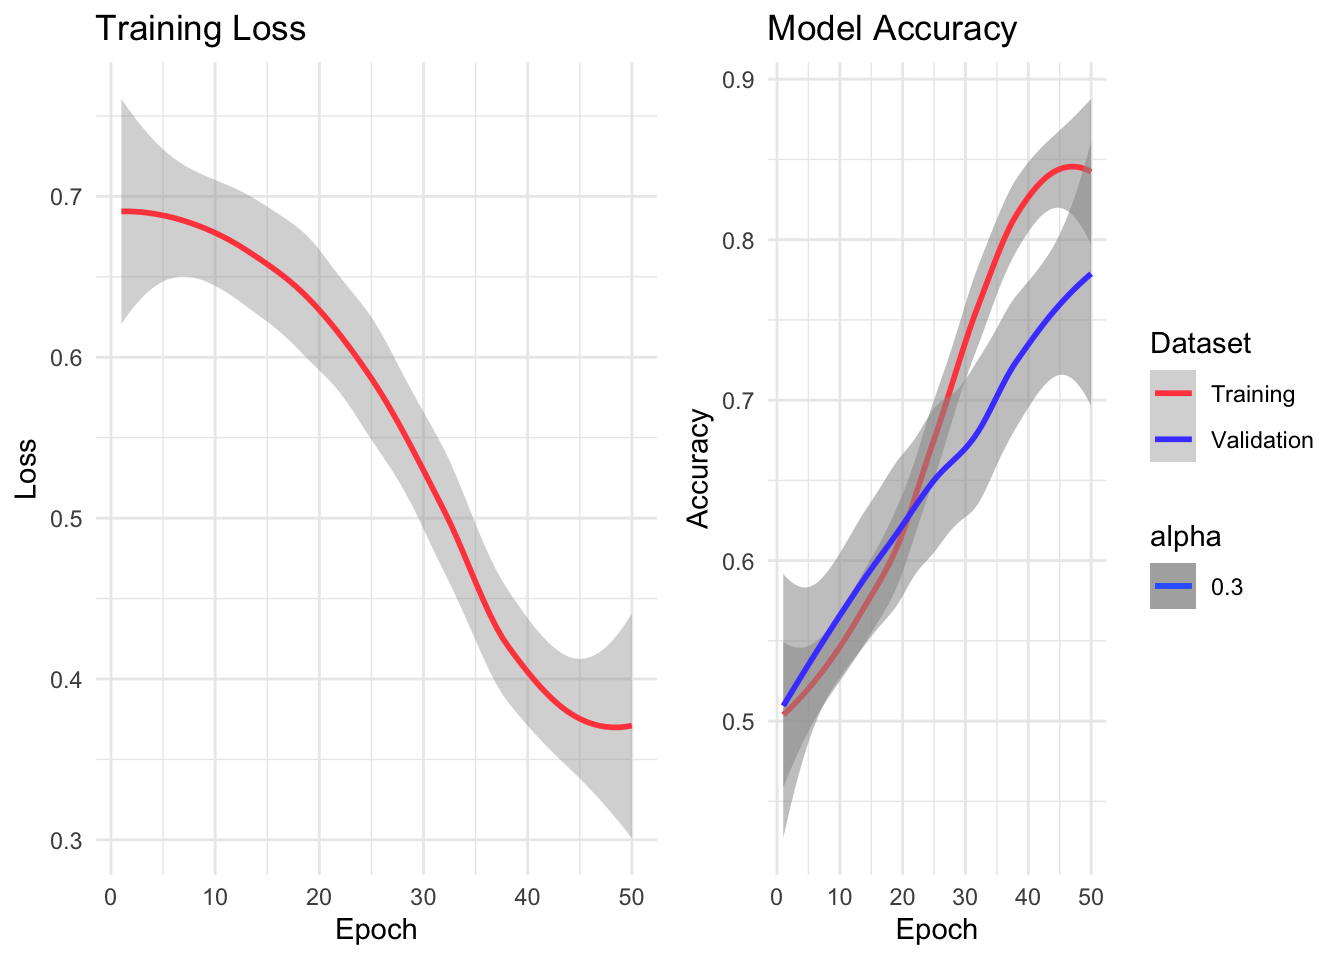 Training Loss
Loss
0.7
0.6
0.5
0.4
0.3
0 10 20 30 40 50
Epoch
Model Accuracy
Accuracy
0.9
0.8
0.7
0.6
0.5
0 10 20 30 40 50
Epoch
Dataset
Training
Validation
alpha
0.3